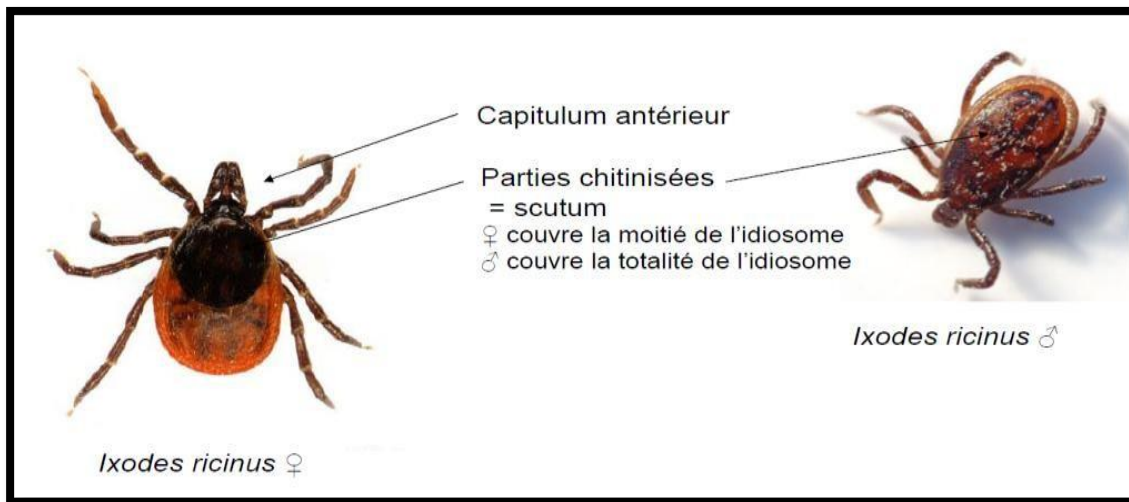 Capitulum antérieur
Parties chitinisées
= scutum
♀ couvre la moitié de l'idiosome
♂ couvre la totalité de l'idiosome
Ixodes ricinus ♂
Ixodes ricinus ♀